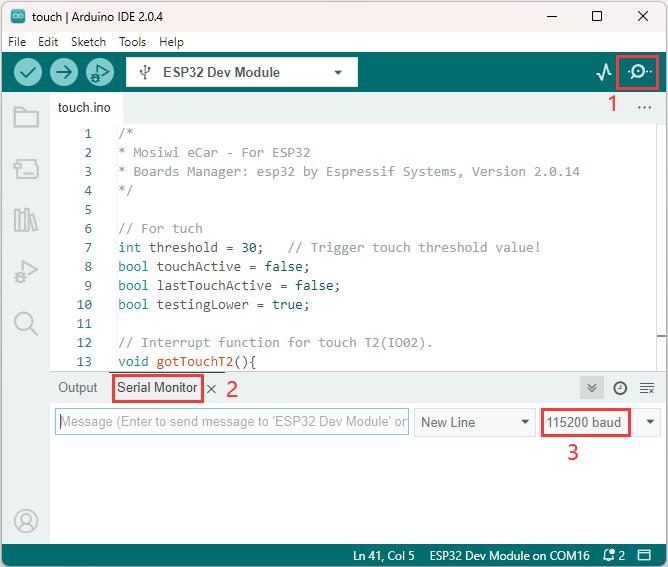 touch | Arduino IDE 2.0.4
File Edit Sketch Tools Help
ESP32 Dev Module
1
touch.ino
1 /*
2 * Mosiwi eCar - For ESP32
3 * Boards Manager: esp32 by Espressif Systems, Version 2.0.14
4 */
5
6 // For tuch
7 int threshold = 30; // Trigger touch threshold value!
8 bool touchActive = false;
9 bool lastTouchActive = false;
10 bool testingLower = true;
11
12 // Interrupt function for touch T2(IO02).
13 void gotTouchT2(){
Output Serial Monitor 2
Message (Enter to send message to 'ESP32 Dev Module' on New Line 115200 baud
3
Ln 41, Col 5 ESP32 Dev Module on COM16 2